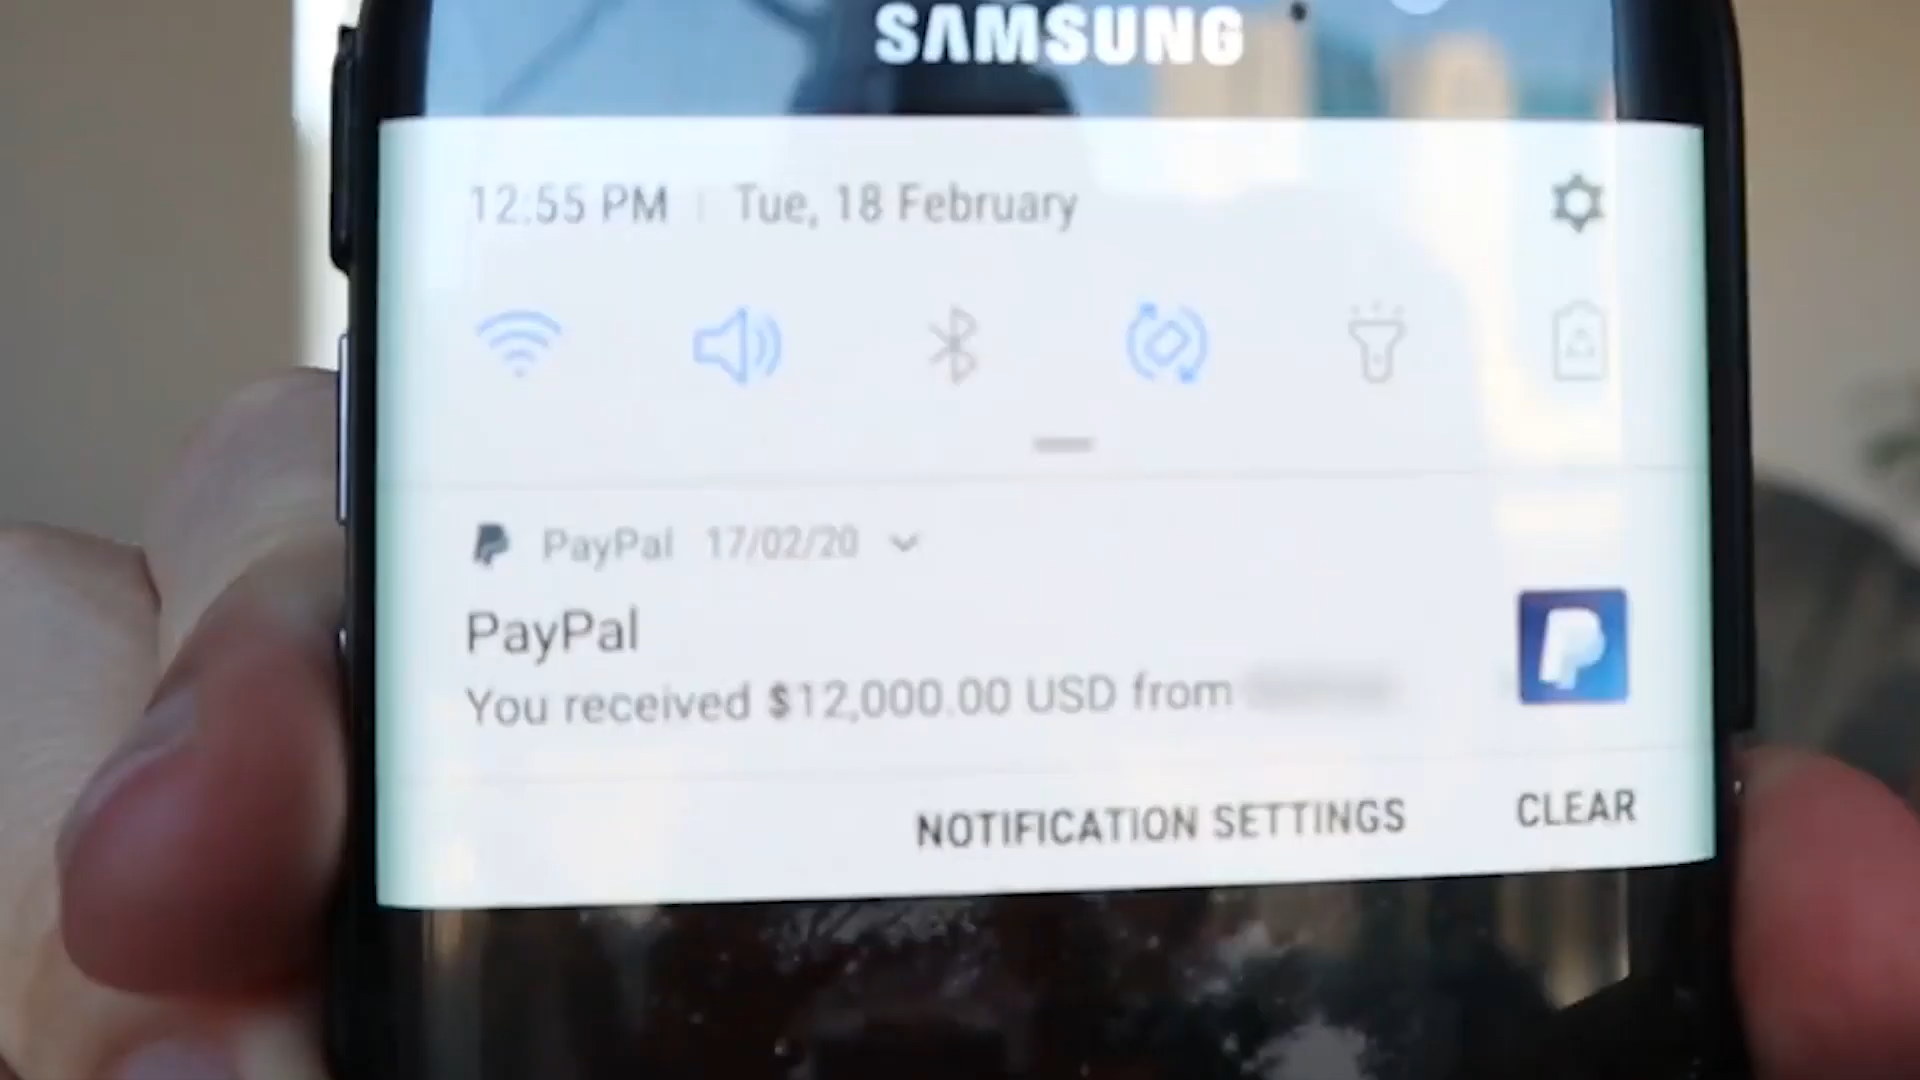 SAMSUNG
12:55 PM | Tue, 18 February
PayPal 17/02/20
PayPal
You received $12,000.00 USD from
NOTIFICATION SETTINGS CLEAR